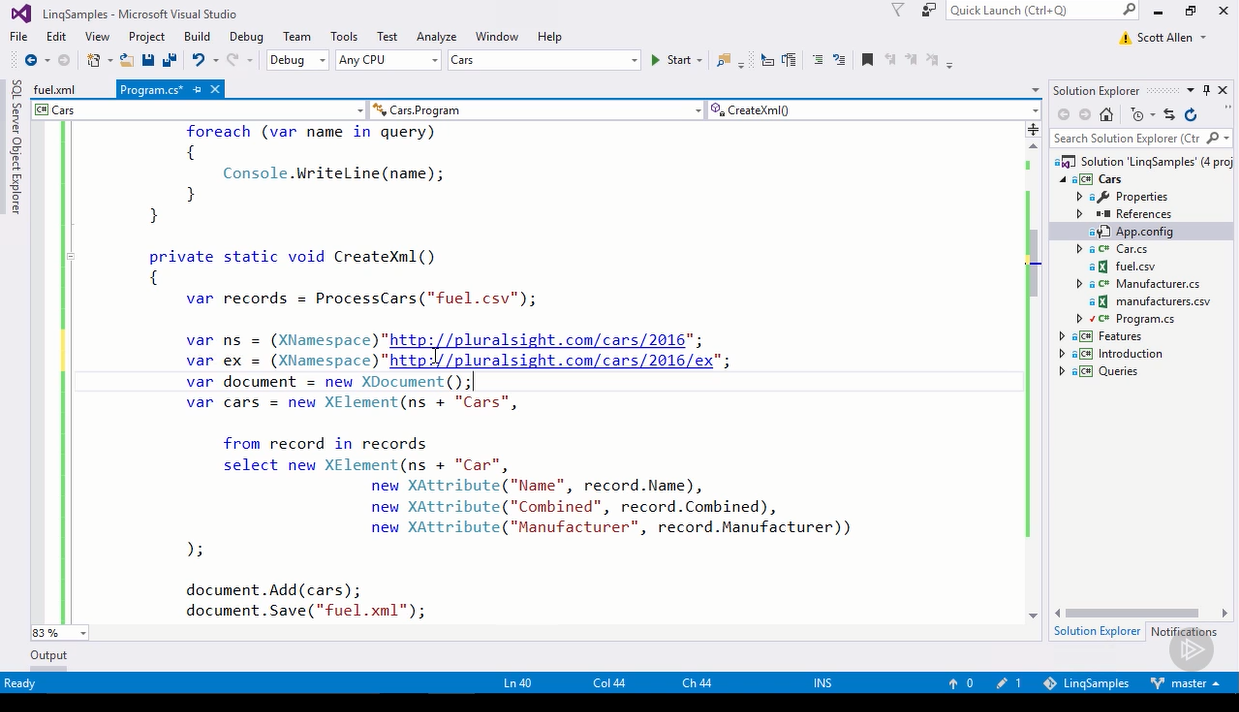 LinqSamples - Microsoft Visual Studio
Quick Launch (Ctrl+Q)
File Edit View Project Build Debug Team Tools Test Analyze Window Help
Scott Allen
Debug Any CPU Cars Start
SQL Server Object Explorer
fuel.xml Program.cs*
Cars Cars.Program CreateXml()
foreach (var name in query)
{
Console.WriteLine(name);
}
}
private static void CreateXml()
{
var records = ProcessCars("fuel.csv");
var ns = (XNamespace)"http://pluralsight.com/cars/2016";
var ex = (XNamespace)"http://pluralsight.com/cars/2016/ex";
var document = new XDocument();
var cars = new XElement(ns + "Cars",
from record in records
select new XElement(ns + "Car",
new XAttribute("Name", record.Name),
new XAttribute("Combined", record.Combined),
new XAttribute("Manufacturer", record.Manufacturer))
);
document.Add(cars);
document.Save("fuel.xml");
83 %
Output
Solution Explorer
Search Solution Explorer (Ctr
Solution 'LinqSamples' (4 proj
Cars
Properties
References
App.config
Car.cs
fuel.csv
Manufacturer.cs
manufacturers.csv
Program.cs
Features
Introduction
Queries
Solution Explorer Notifications
Ready Ln 40 Col 44 Ch 44 INS 0 1 LinqSamples master